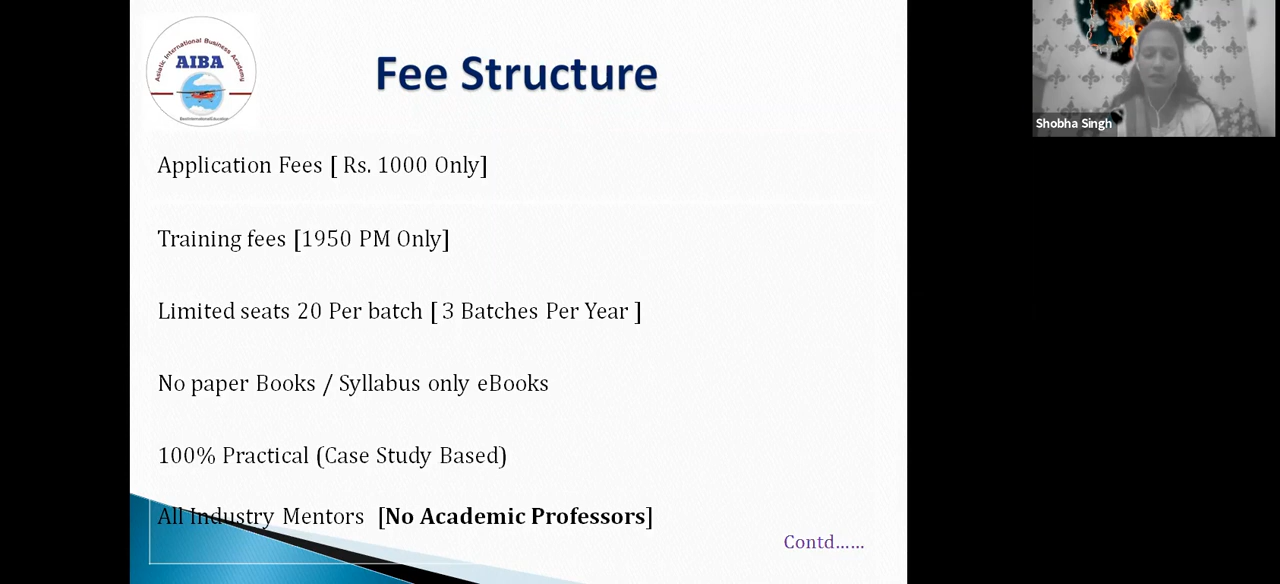 Asiatic International Business Academy
AIBA
Fee Structure
Shobha Singh
Application Fees [ Rs. 1000 Only]
Training fees [1950 PM Only]
Limited seats 20 Per batch [ 3 Batches Per Year ]
No paper Books / Syllabus only eBooks
100% Practical (Case Study Based)
All Industry Mentors [No Academic Professors]
Contd......